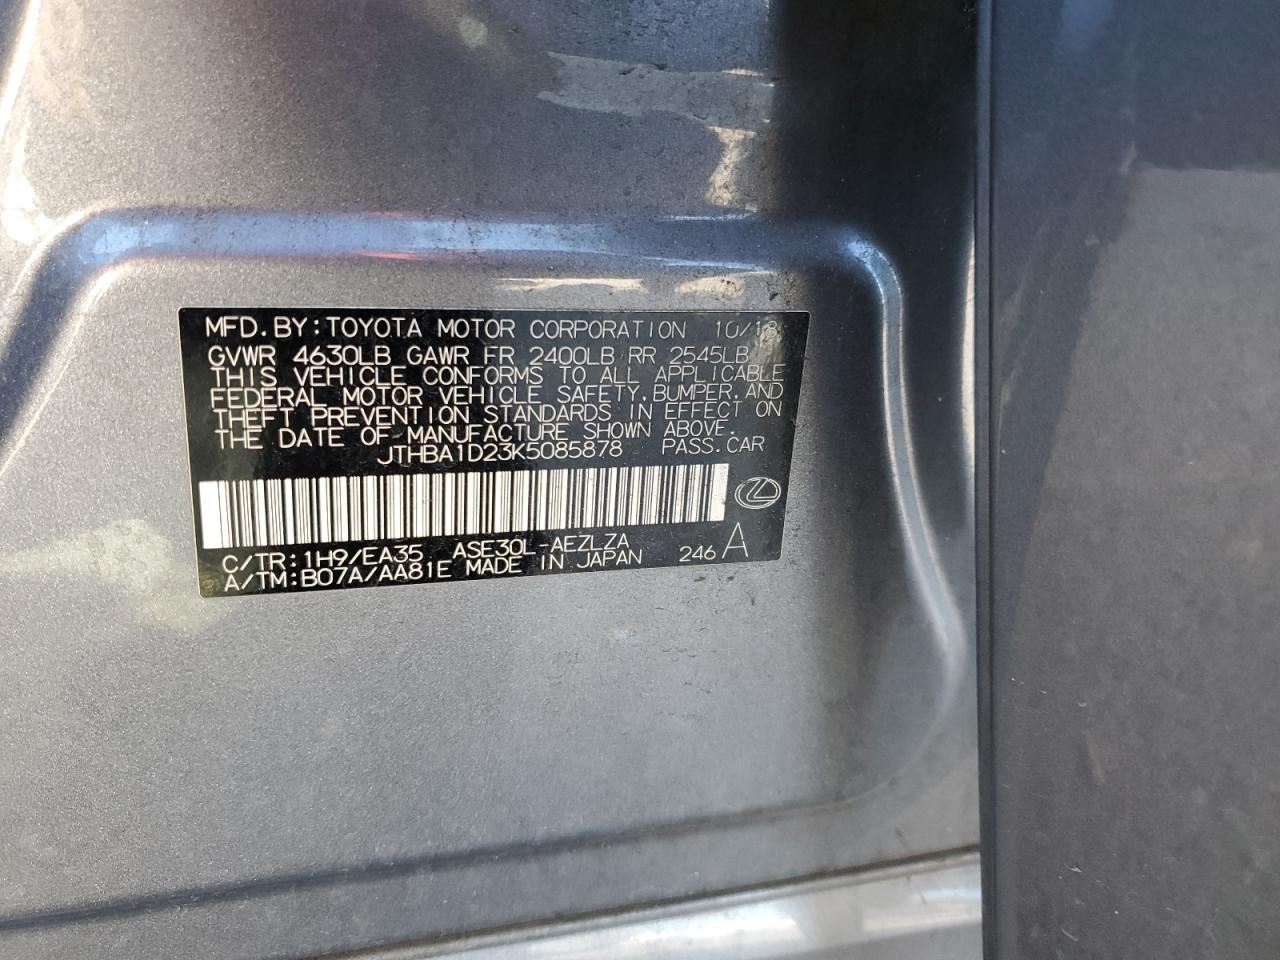 MFD.BY:TOYOTA MOTOR CORPORATION 10/18
GVWR 4630LB GAWR FR 2400LB RR 2545LB
THIS VEHICLE CONFORMS TO ALL APPLICABLE
FEDERAL MOTOR VEHICLE SAFETY,BUMPER,AND
THEFT PREVENTION STANDARDS IN EFFECT ON
THE DATE OF MANUFACTURE SHOWN ABOVE.
JTHBA1D23K5085878 PASS.CAR
C/TR:1H9/EA35 ASE30L-AEZLZA
A/TM:B07A/AA81E MADE IN JAPAN 246 A